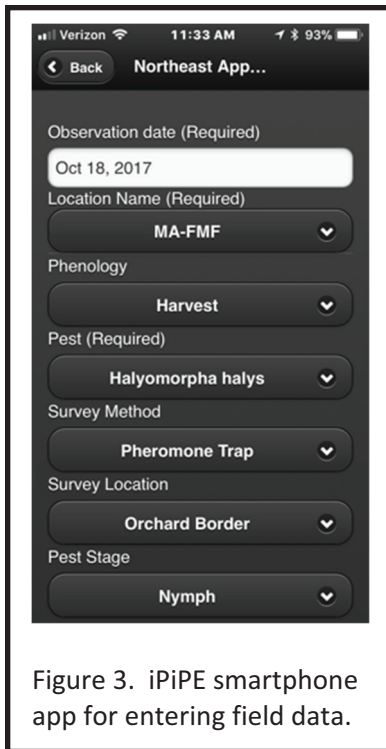 Verizon 11:33 AM 93%
Back Northeast App...
Observation date (Required)
Oct 18, 2017
Location Name (Required)
MA-FMF
Phenology
Harvest
Pest (Required)
Halyomorpha halys
Survey Method
Pheromone Trap
Survey Location
Orchard Border
Pest Stage
Nymph
Figure 3. iPiPE smartphone
app for entering field data.